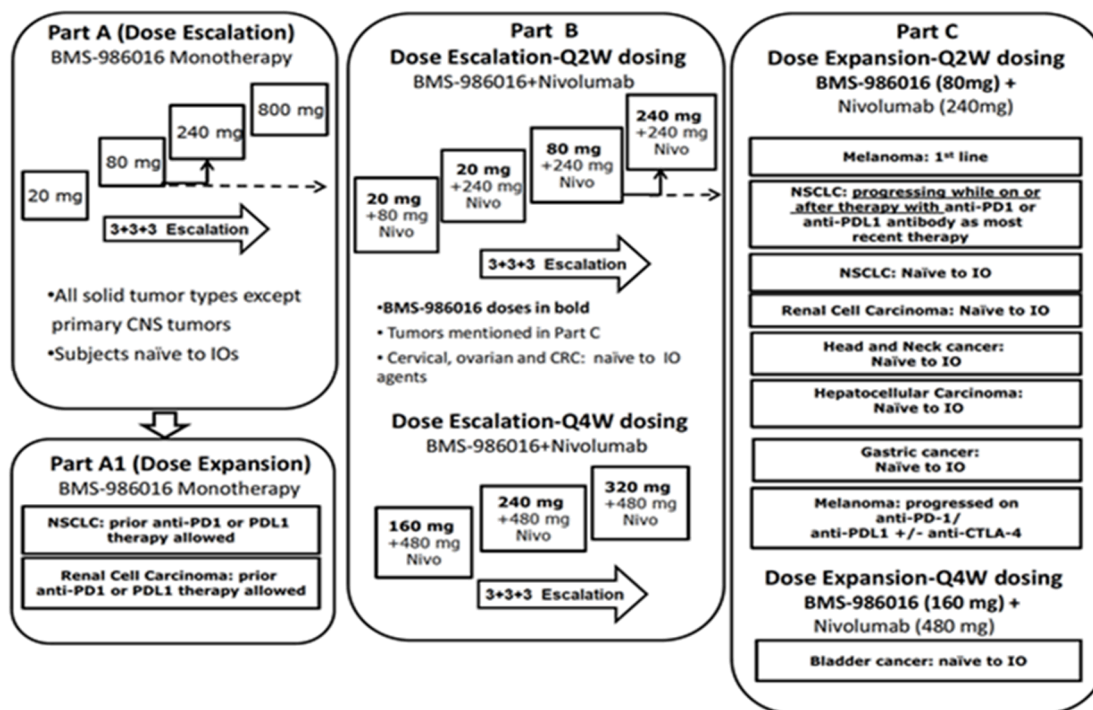 Part A (Dose Escalation)
BMS-986016 Monotherapy
800 mg
240 mg
80 mg
20 mg
3+3+3 Escalation
•All solid tumor types except
primary CNS tumors
•Subjects naïve to IOs
Part A1 (Dose Expansion)
BMS-986016 Monotherapy
NSCLC: prior anti-PD1 or PDL1
therapy allowed
Renal Cell Carcinoma: prior
anti-PD1 or PDL1 therapy allowed
Part B
Dose Escalation-Q2W dosing
BMS-986016+Nivolumab
240 mg
+240 mg
Nivo
80 mg
+240 mg
Nivo
20 mg
+240 mg
Nivo
20 mg
+80 mg
Nivo
3+3+3 Escalation
•BMS-986016 doses in bold
• Tumors mentioned in Part C
• Cervical, ovarian and CRC: naïve to IO
agents
Dose Escalation-Q4W dosing
BMS-986016+Nivolumab
320 mg
+480 mg
Nivo
240 mg
+480 mg
Nivo
160 mg
+480 mg
Nivo
3+3+3 Escalation
Part C
Dose Expansion-Q2W dosing
BMS-986016 (80mg) +
Nivolumab (240mg)
Melanoma: 1st line
NSCLC: progressing while on or
after therapy with anti-PD1 or
anti-PDL1 antibody as most
recent therapy
NSCLC: Naïve to IO
Renal Cell Carcinoma: Naïve to IO
Head and Neck cancer:
Naïve to IO
Hepatocellular Carcinoma:
Naïve to IO
Gastric cancer:
Naïve to IO
Melanoma: progressed on
anti-PD-1/
anti-PDL1 +/- anti-CTLA-4
Dose Expansion-Q4W dosing
BMS-986016 (160 mg) +
Nivolumab (480 mg)
Bladder cancer: naïve to IO